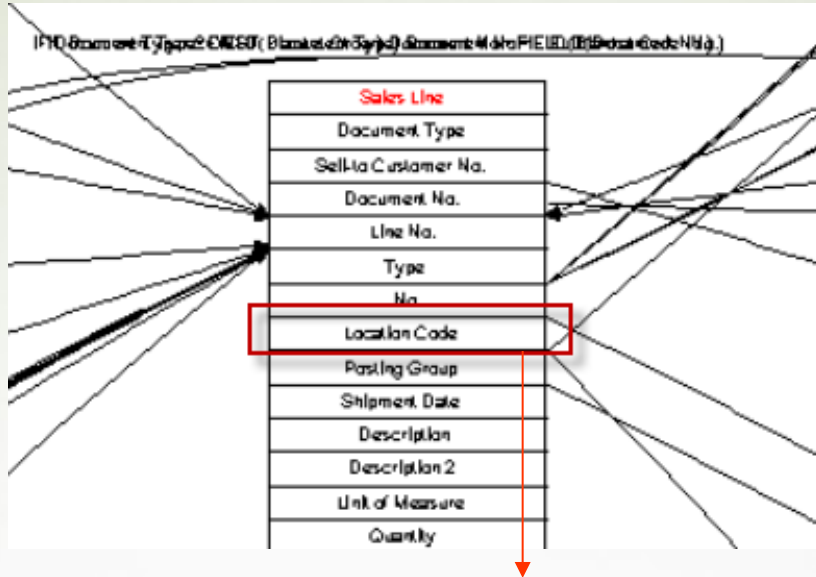 Sales Line
Document Type
Sell-to Customer No.
Document No.
Line No.
Type
No.
Location Code
Posting Group
Shipment Date
Description
Description 2
Unit of Measure
Quantity